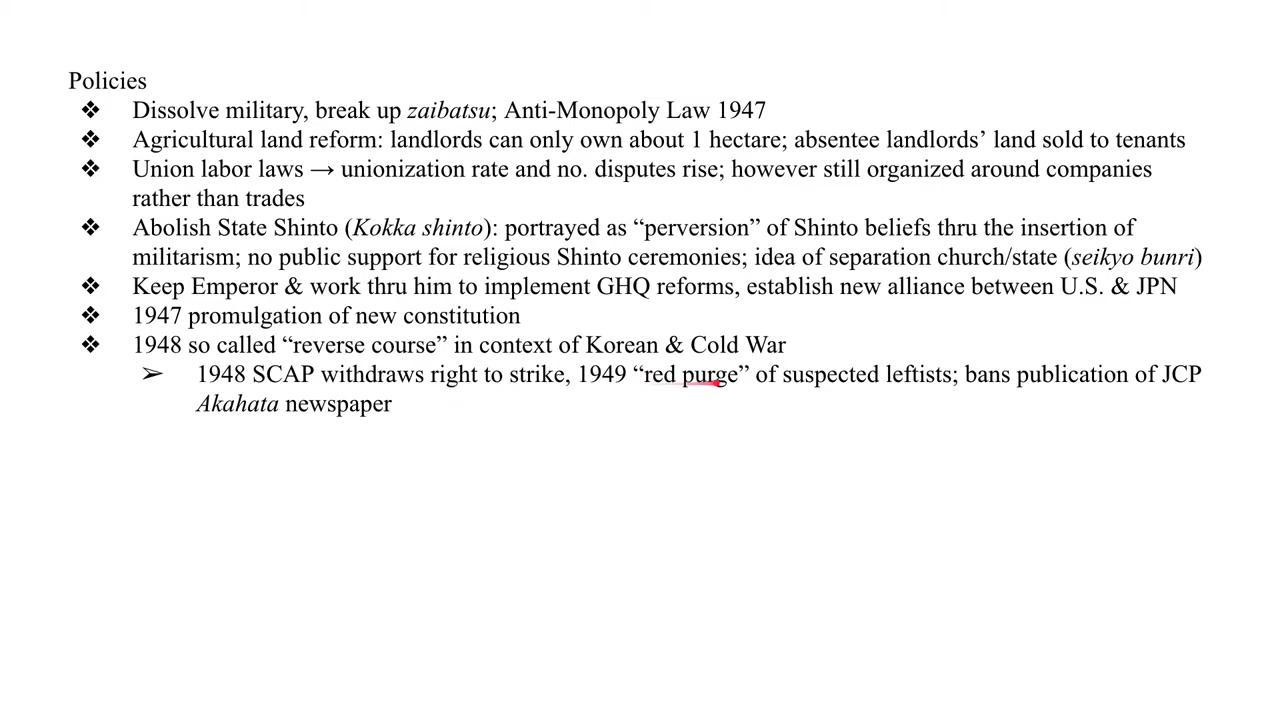 Policies
❖ Dissolve military, break up zaibatsu; Anti-Monopoly Law 1947
❖ Agricultural land reform: landlords can only own about 1 hectare; absentee landlords’ land sold to tenants
❖ Union labor laws → unionization rate and no. disputes rise; however still organized around companies
rather than trades
❖ Abolish State Shinto (Kokka shinto): portrayed as “perversion” of Shinto beliefs thru the insertion of
militarism; no public support for religious Shinto ceremonies; idea of separation church/state (seikyo bunri)
❖ Keep Emperor & work thru him to implement GHQ reforms, establish new alliance between U.S. & JPN
❖ 1947 promulgation of new constitution
❖ 1948 so called “reverse course” in context of Korean & Cold War
➢ 1948 SCAP withdraws right to strike, 1949 “red purge” of suspected leftists; bans publication of JCP
Akahata newspaper